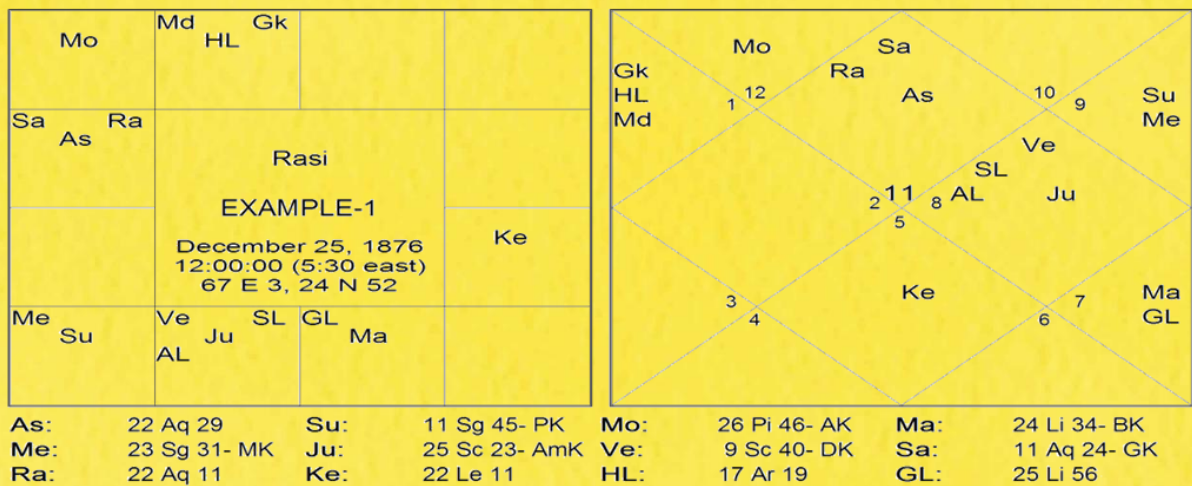 Mo
Md Gk
HL
Sa Ra
As
Rasi
EXAMPLE-1
December 25, 1876
12:00:00 (5:30 east)
67 E 3, 24 N 52
Ke
Me
Su
Ve SL
Ju
AL
GL
Ma
Mo
Sa
Gk
HL
Md
Ra
As
1
12
10
9
Su
Me
Ve
SL
AL
Ju
2
11
8
5
Ke
3
4
7
6
Ma
GL
As: 22 Aq 29 Su: 11 Sg 45- PK Mo: 26 Pi 46- AK Ma: 24 Li 34- BK
Me: 23 Sg 31- MK Ju: 25 Sc 23- AmK Ve: 9 Sc 40- DK Sa: 11 Aq 24- GK
Ra: 22 Aq 11 Ke: 22 Le 11 HL: 17 Ar 19 GL: 25 Li 56